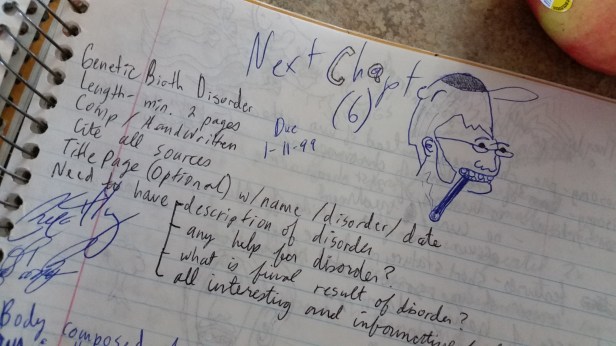 Next Chapter
(6)
Genetic Birth Disorder
Length - min. 2 pages
Comp / Handwritten
Due
1-11-99
Cite all sources
Title page (optional) w/name /disorder/ date
Need to have description of disorder
- any help for disorder?
- what is final result of disorder?
all interesting and informative
Body composed